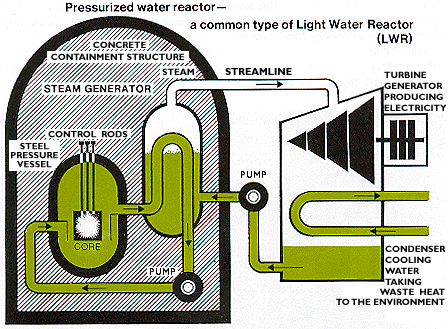 Pressurized water reactor—
a common type of Light Water Reactor
(LWR)
CONCRETE
CONTAINMENT STRUCTURE
STEAM
STREAMLINE
STEAM GENERATOR
TURBINE
GENERATOR
PRODUCING
ELECTRICITY
CONTROL RODS
STEEL
PRESSURE
VESSEL
PUMP
CORE
PUMP
CONDENSER
COOLING
WATER
TAKING
WASTE HEAT
TO THE ENVIRONMENT